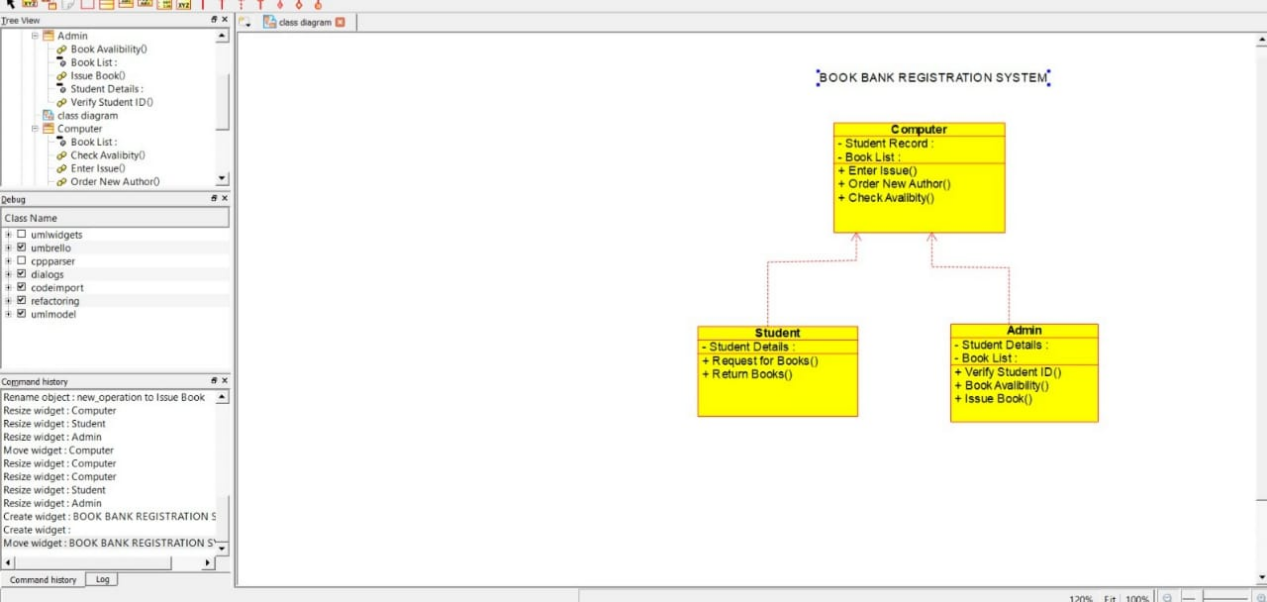 Tree View
Admin
Book Avalibility()
Book List :
Issue Book()
Student Details :
Verify Student ID()
class diagram
Computer
Book List :
Check Avalibity()
Enter Issue()
Order New Author()
Debug
Class Name
umlwidgets
umbrello
cppparser
dialogs
codeimport
refactoring
umlmodel
Command history
Rename object : new_operation to Issue Book
Resize widget : Computer
Resize widget : Student
Resize widget : Admin
Move widget : Computer
Resize widget : Computer
Resize widget : Computer
Resize widget : Student
Resize widget : Admin
Create widget : BOOK BANK REGISTRATION S
Create widget :
Move widget : BOOK BANK REGISTRATION S
Command history Log
class diagram
BOOK BANK REGISTRATION SYSTEM
Computer
- Student Record :
- Book List :
+ Enter Issue()
+ Order New Author()
+ Check Avalibity()
Student
- Student Details :
+ Request for Books()
+ Return Books()
Admin
- Student Details :
- Book List :
+ Verify Student ID()
+ Book Avalibility()
+ Issue Book()
120% Fit 100%